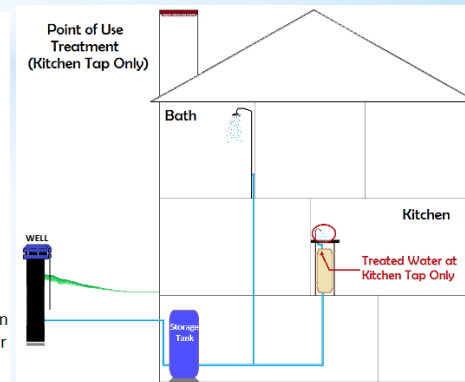 Point of Use
Treatment
(Kitchen Tap Only)
Bath
Kitchen
WELL
Treated Water at
Kitchen Tap Only
Storage
Tank